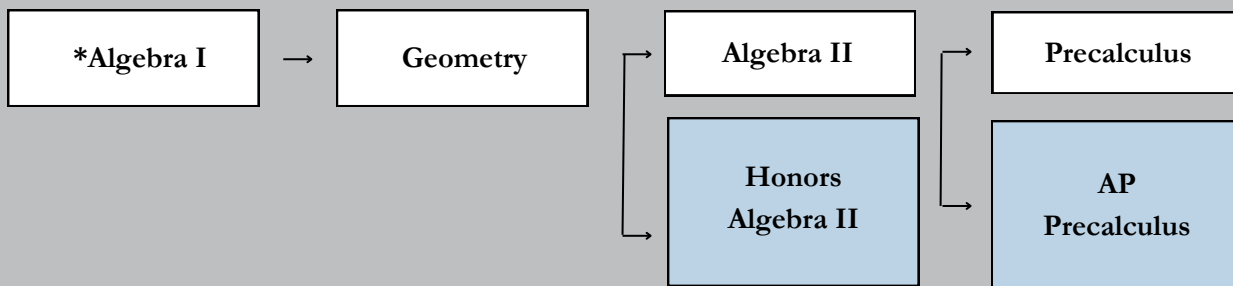 *Algebra I
Geometry
Algebra II
Precalculus
Honors
Algebra II
AP
Precalculus